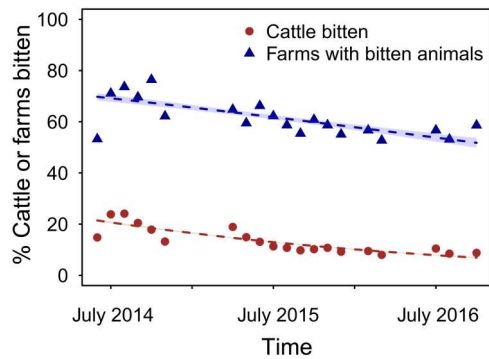 100
80
60
40
20
0
% Cattle or farms bitten
Cattle bitten
Farms with bitten animals
July 2014
July 2015
July 2016
Time